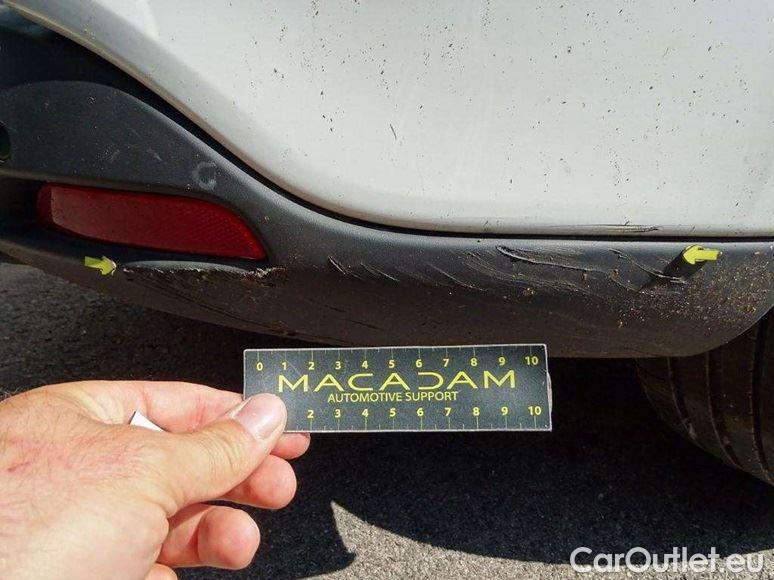 0 1 2 3 4 5 6 7 8 9 10
MACADAM
AUTOMOTIVE SUPPORT
2 3 4 5 6 7 8 9 10
CarOutlet.eu